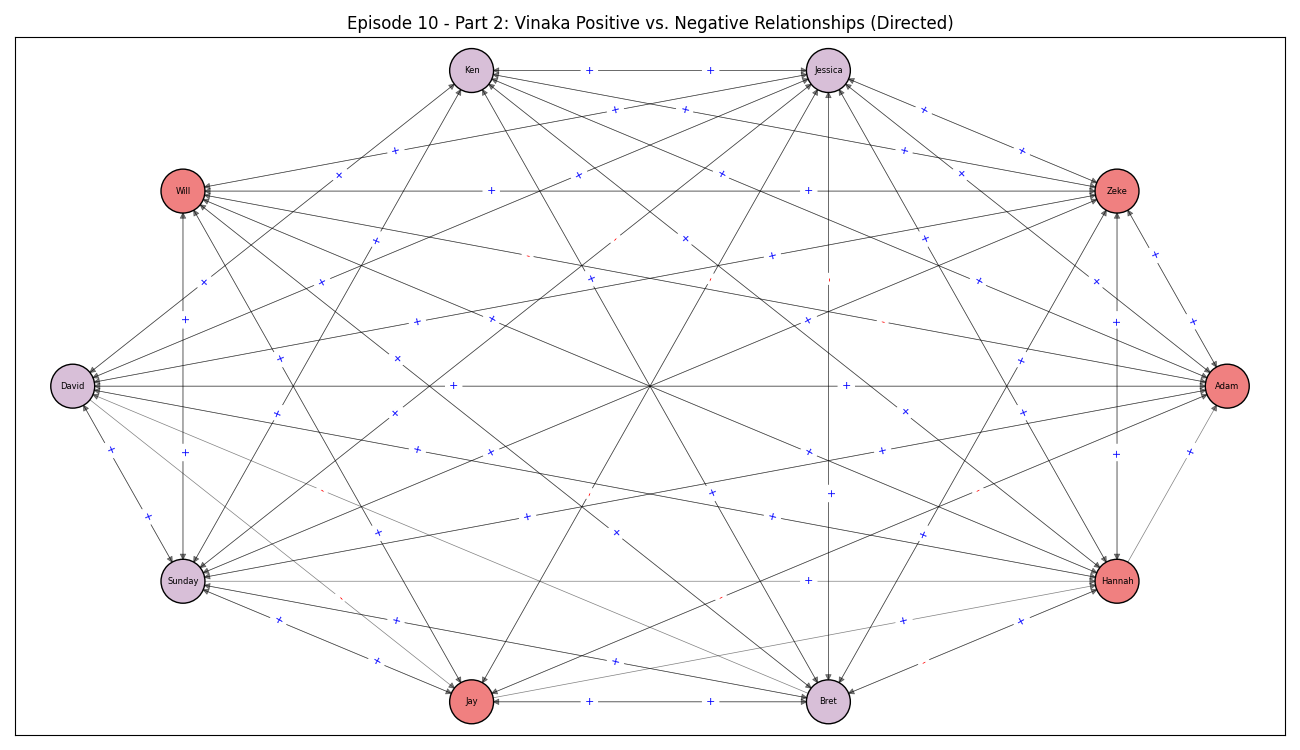 Episode 10 - Part 2: Vinaka Positive vs. Negative Relationships (Directed)
Ken
Jessica
Will
Zeke
David
Adam
Sunday
Hannah
Jay
Bret